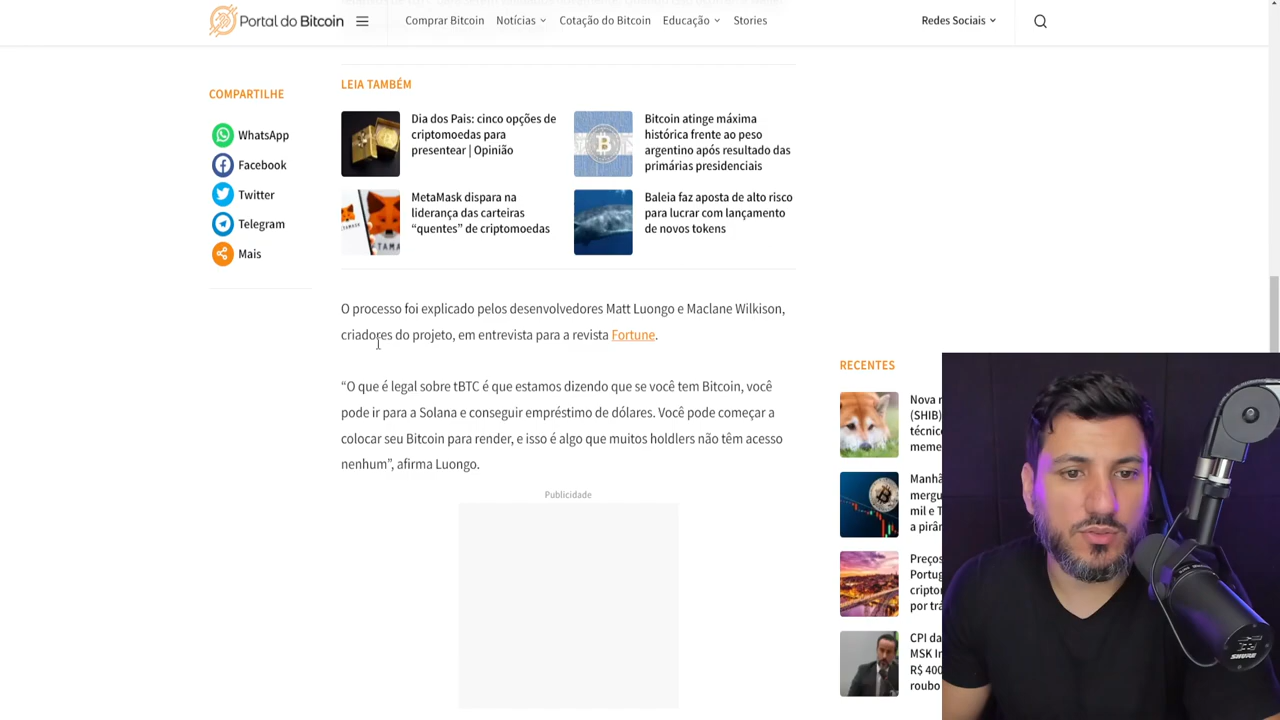 Portal do Bitcoin
Comprar Bitcoin
Notícias
Cotação do Bitcoin
Educação
Stories
Redes Sociais
COMPARTILHE
WhatsApp
Facebook
Twitter
Telegram
Mais
LEIA TAMBÉM
Dia dos Pais: cinco opções de
criptomoedas para
presentear | Opinião
Bitcoin atinge máxima
histórica frente ao peso
argentino após resultado das
primárias presidenciais
MetaMask dispara na
liderança das carteiras
“quentes” de criptomoedas
Baleia faz aposta de alto risco
para lucrar com lançamento
de novos tokens
O processo foi explicado pelos desenvolvedores Matt Luongo e Maclane Wilkison,
criadores do projeto, em entrevista para a revista Fortune.
“O que é legal sobre tBTC é que estamos dizendo que se você tem Bitcoin, você
pode ir para a Solana e conseguir empréstimo de dólares. Você pode começar a
colocar seu Bitcoin para render, e isso é algo que muitos holdlers não têm acesso
nenhum”, afirma Luongo.
Publicidade
RECENTES
Nova
(SHIB)
técnico
meme
Manhã
mergu
mil e T
a pirân
Preços
Portug
cripto
por tra
CPI da
MSK In
R$ 400
roubo
SHURE